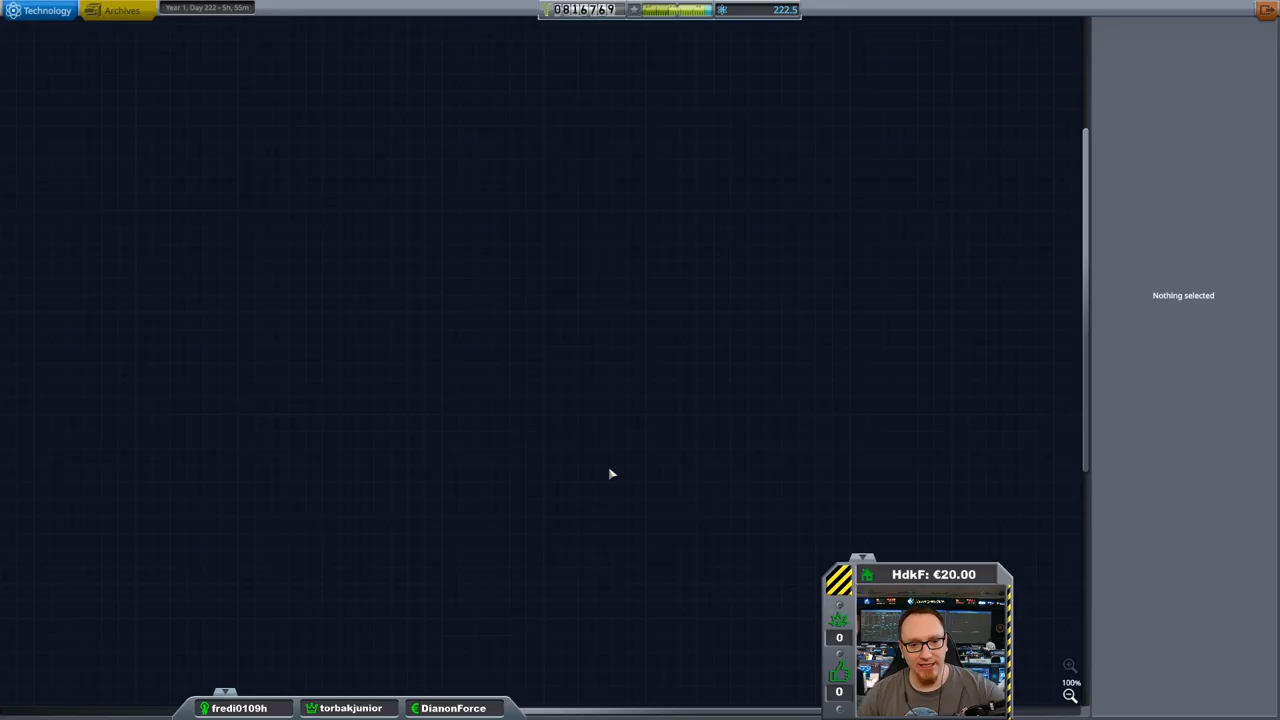 Technology
Archives
Year 1, Day 222 - 5h, 55m
0816769
222.5
Nothing selected
HdkF: €20.00
0
0
100%
fredi0109h
torbakjunior
DianonForce